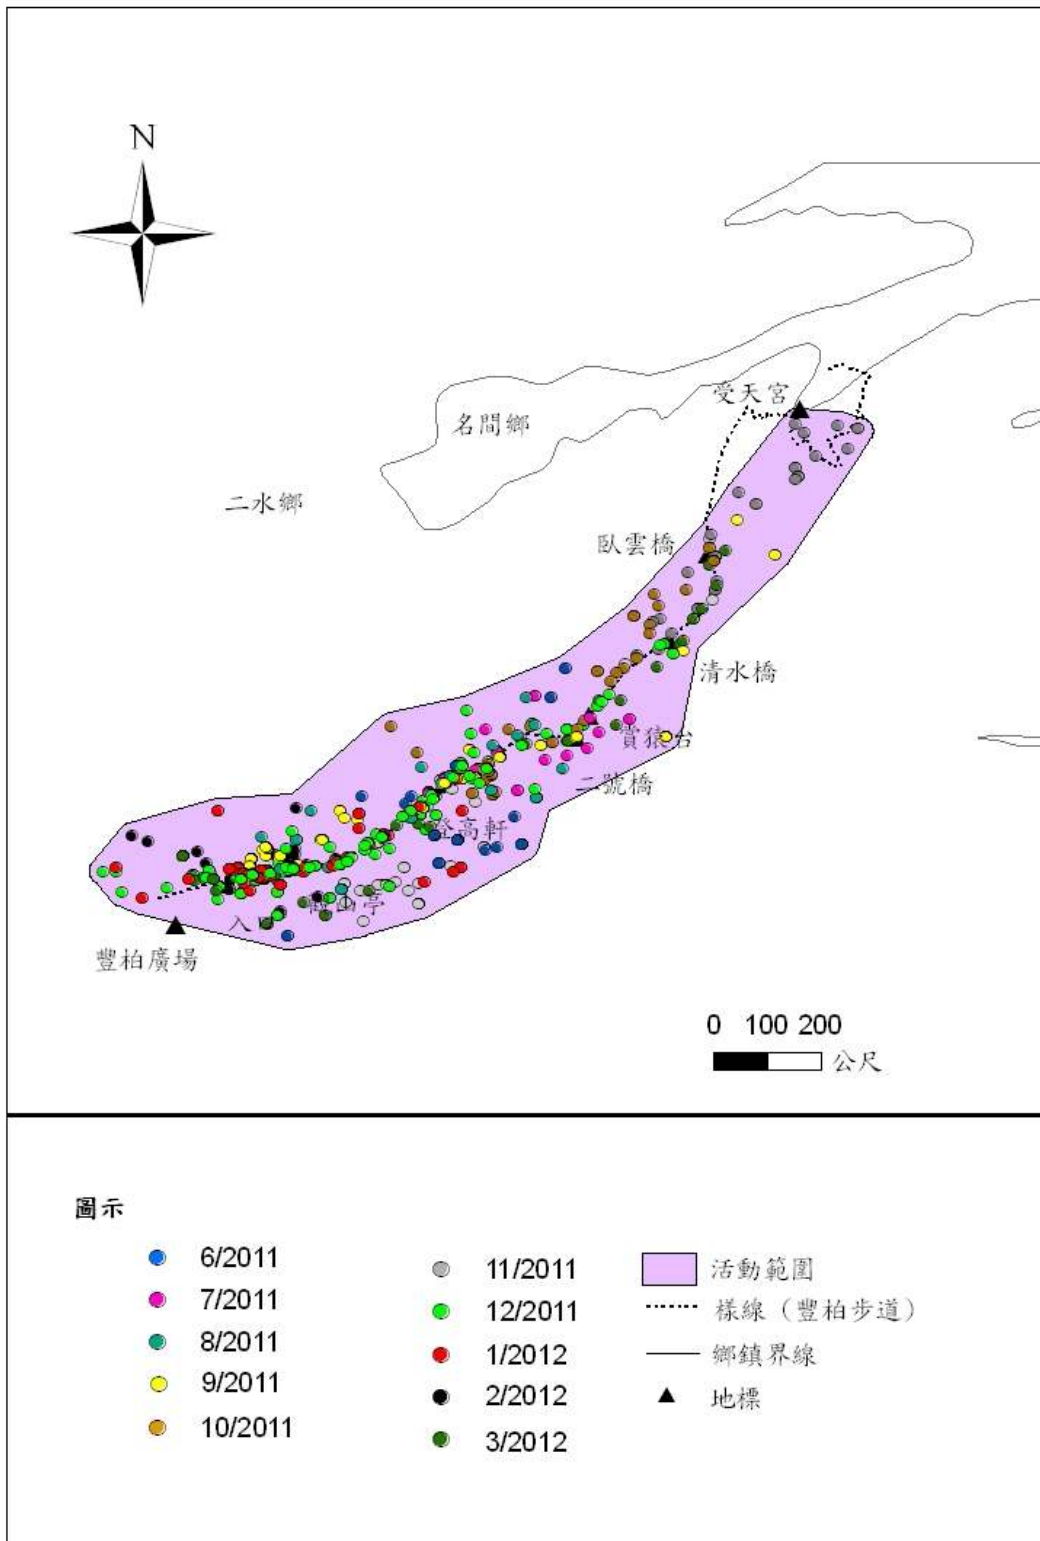 N
受天宮
名間鄉
二水鄉
臥雲橋
清水橋
賞猿台
二號橋
登高軒
觀山亭
入口
豐柏廣場
0 100 200
公尺
圖示
6/2011
7/2011
8/2011
9/2011
10/2011
11/2011
12/2011
1/2012
2/2012
3/2012
活動範圍
樣線（豐柏步道）
鄉鎮界線
地標